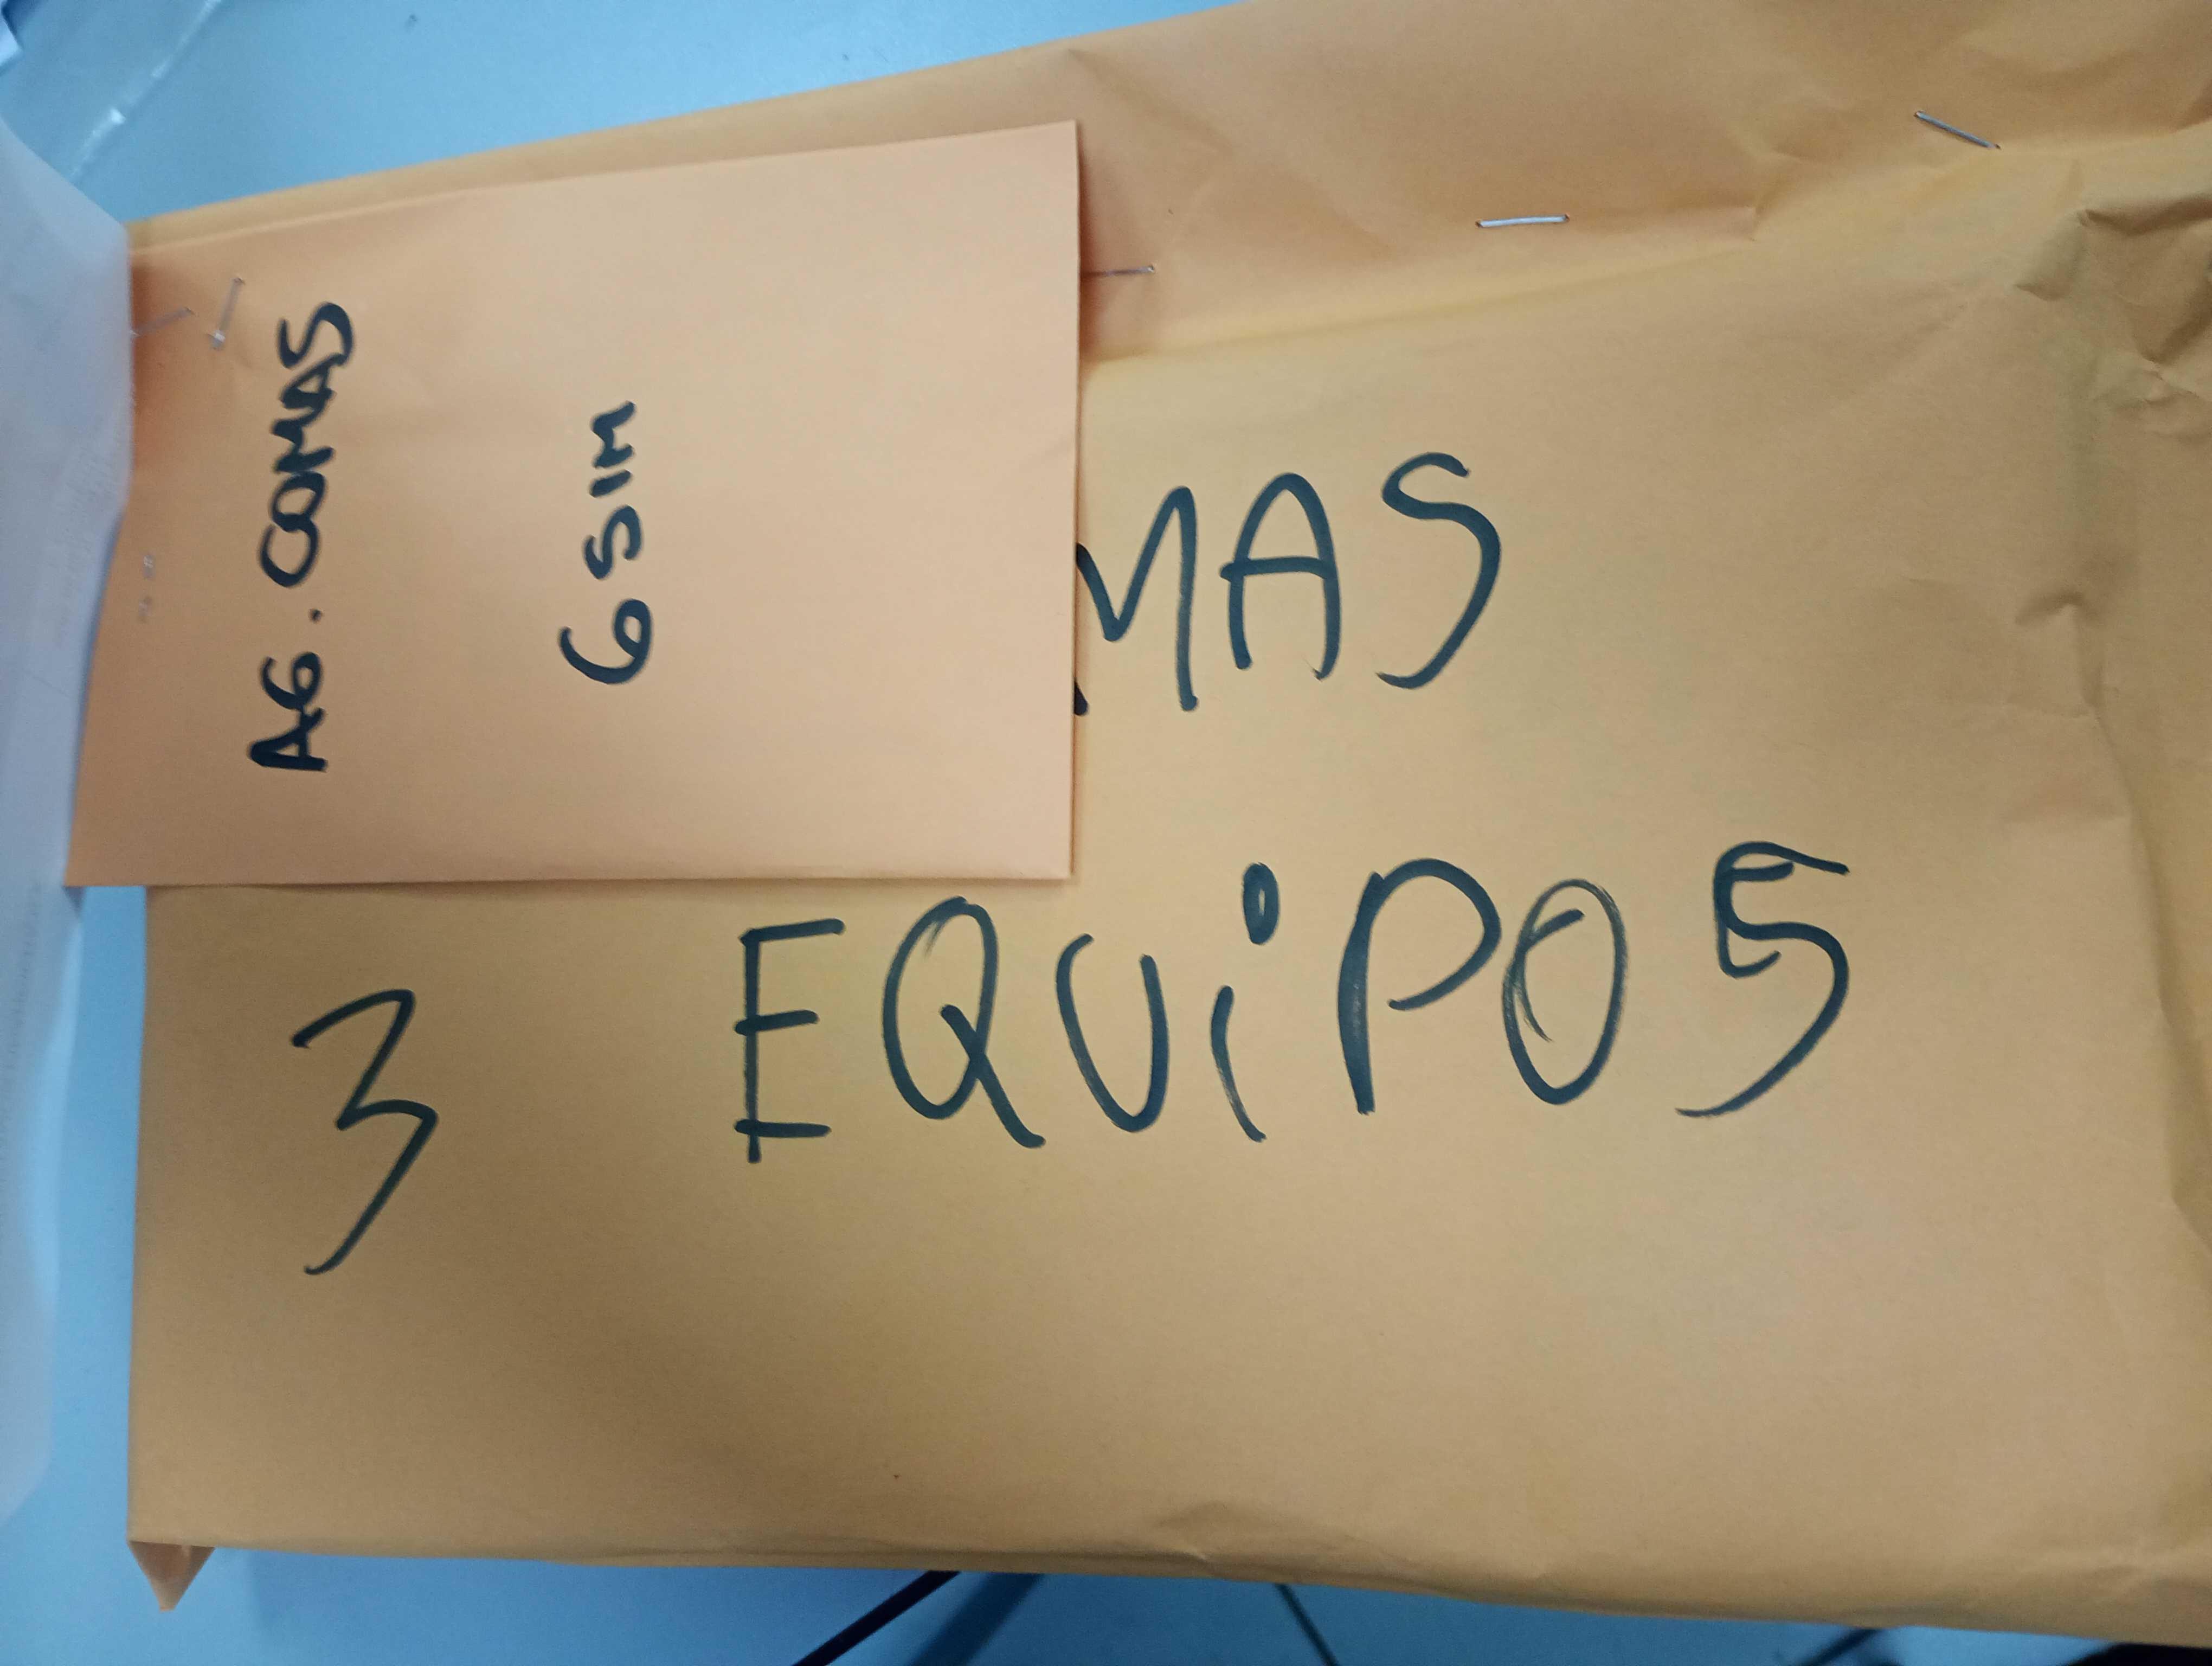 AG. COMAS
6 SIM
MAS
3 EQUiPOS